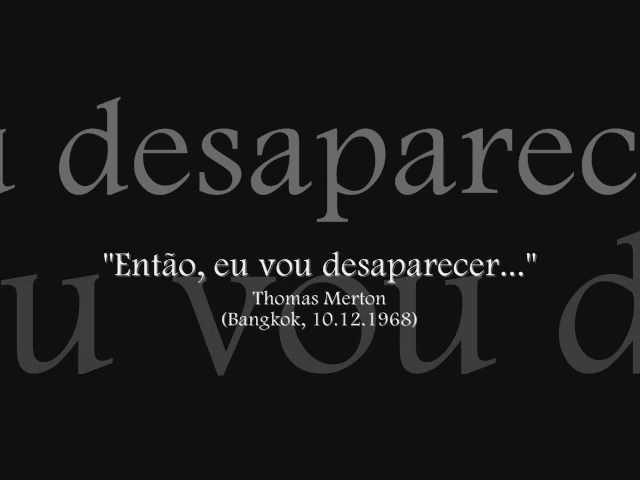 u desaparec
"Então, eu vou desaparecer..."
Thomas Merton
(Bangkok, 10.12.1968)
u vou d